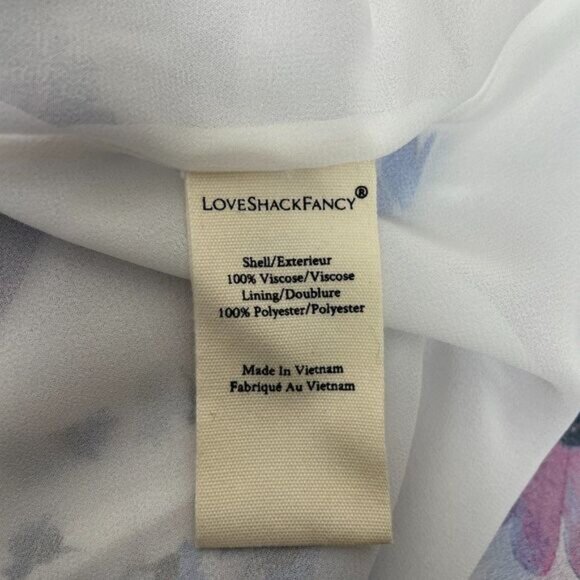 LOVESHACKFANCY®
Shell/Exterieur
100% Viscose/Viscose
Lining/Doublure
100% Polyester/Polyester
Made In Vietnam
Fabriqué Au Vietnam